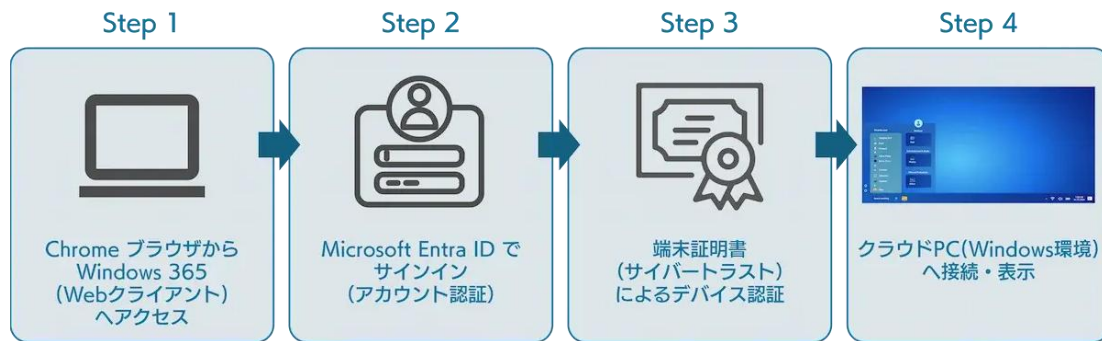 Step 1
Step 2
Step 3
Step 4
Chrome ブラウザから
Windows 365
(Webクライアント)
へアクセス
Microsoft Entra ID で
サインイン
(アカウント認証)
端末証明書
(サイバートラスト)
によるデバイス認証
クラウドPC(Windows環境)
へ接続・表示